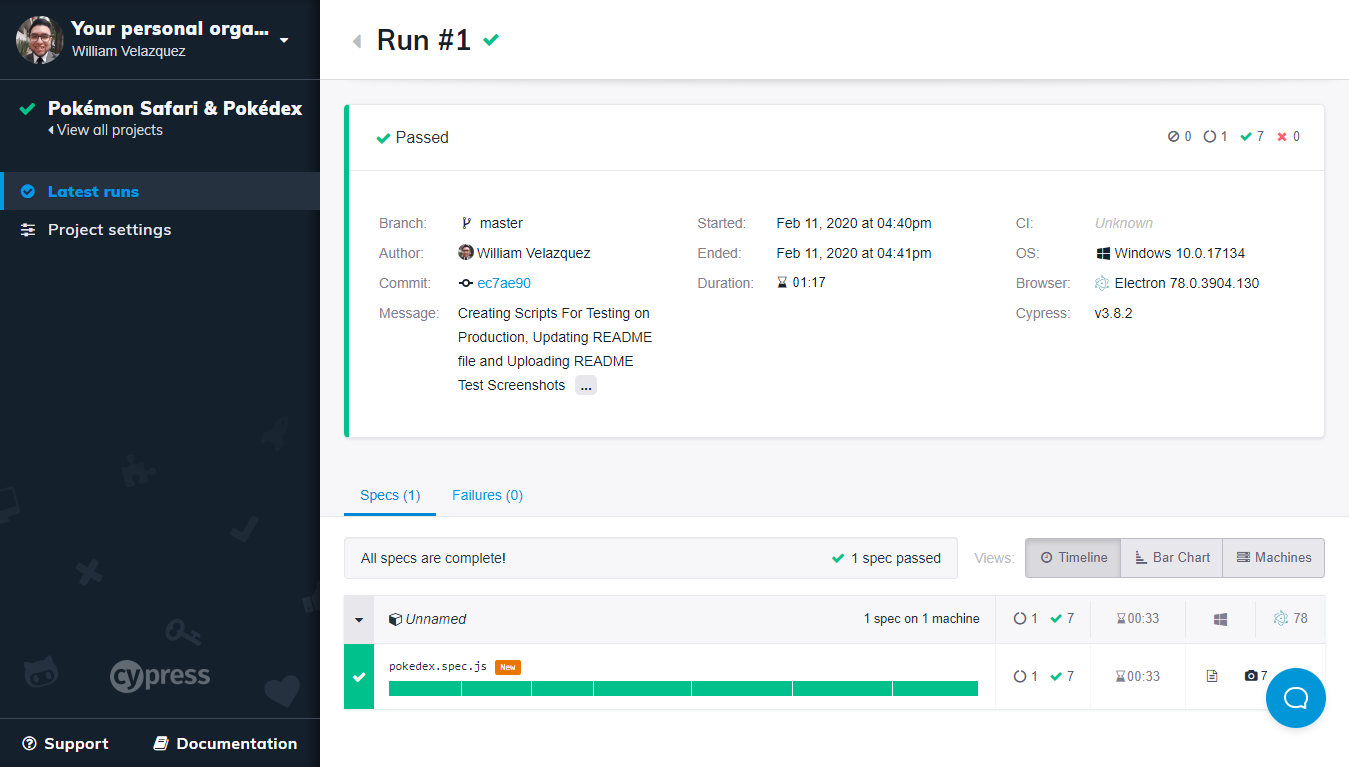 Your personal orga...
William Velazquez
Pokémon Safari & Pokédex
View all projects
Latest runs
Project settings
cypress
Support
Documentation
Run #1
Passed
0 1 7 0
Branch: master
Author: William Velazquez
Commit: ec7ae90
Message: Creating Scripts For Testing on
Production, Updating README
file and Uploading README
Test Screenshots ...
Started: Feb 11, 2020 at 04:40pm
Ended: Feb 11, 2020 at 04:41pm
Duration: 01:17
CI: Unknown
OS: Windows 10.0.17134
Browser: Electron 78.0.3904.130
Cypress: v3.8.2
Specs (1)
Failures (0)
All specs are complete!
1 spec passed
Views:
Timeline
Bar Chart
Machines
Unnamed
1 spec on 1 machine
1 7
00:33
78
pokedex.spec.js New
1 7
00:33
7